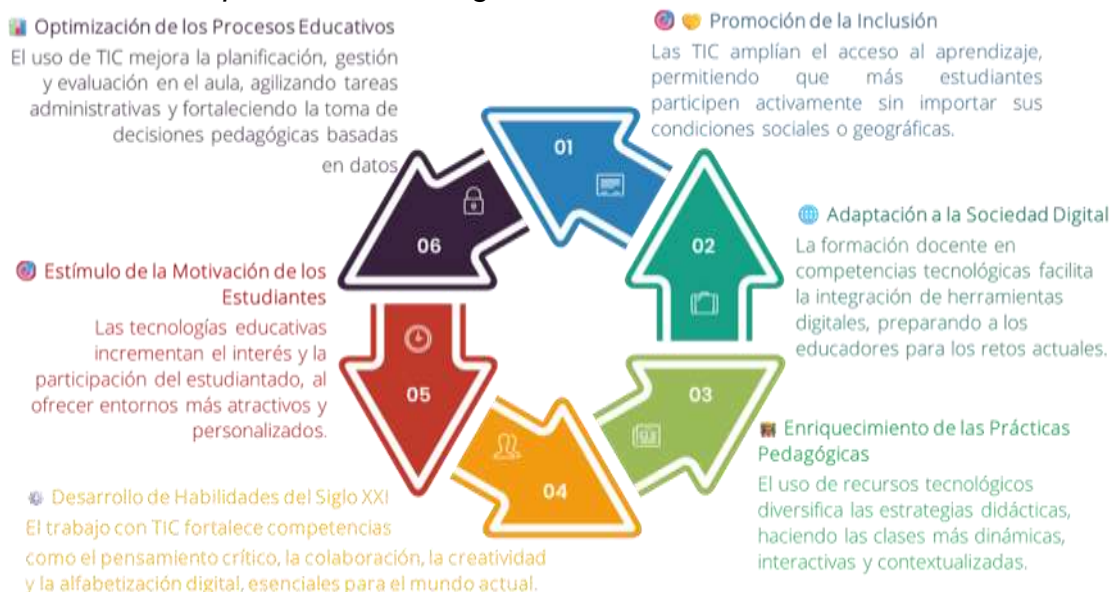 Optimización de los Procesos Educativos
El uso de TIC mejora la planificación, gestión
y evaluación en el aula, agilizando tareas
administrativas y fortaleciendo la toma de
decisiones pedagógicas basadas
en datos
Promoción de la Inclusión
Las TIC amplían el acceso al aprendizaje,
permitiendo que más estudiantes
participen activamente sin importar sus
condiciones sociales o geográficas.
01
02
03
04
05
06
Adaptación a la Sociedad Digital
La formación docente en
competencias tecnológicas facilita
la integración de herramientas
digitales, preparando a los
educadores para los retos actuales.
Estímulo de la Motivación de los
Estudiantes
Las tecnologías educativas
incrementan el interés y la
participación del estudiantado, al
ofrecer entornos más atractivos y
personalizados.
Enriquecimiento de las Prácticas
Pedagógicas
El uso de recursos tecnológicos
diversifica las estrategias didácticas,
haciendo las clases más dinámicas,
interactivas y contextualizadas.
Desarrollo de Habilidades del Siglo XXI
El trabajo con TIC fortalece competencias
como el pensamiento crítico, la colaboración, la creatividad
y la alfabetización digital, esenciales para el mundo actual.